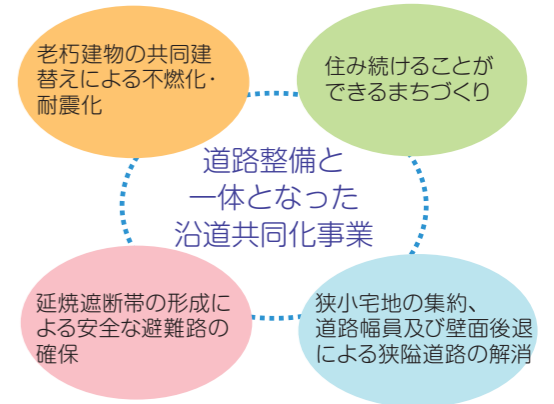 老朽建物の共同建
替えによる不燃化・
耐震化
住み続けることが
できるまちづくり
道路整備と
一体となった
沿道共同化事業
延焼遮断帯の形成に
よる安全な避難路の
確保
狭小宅地の集約、
道路幅員及び壁面後退
による狭隘道路の解消